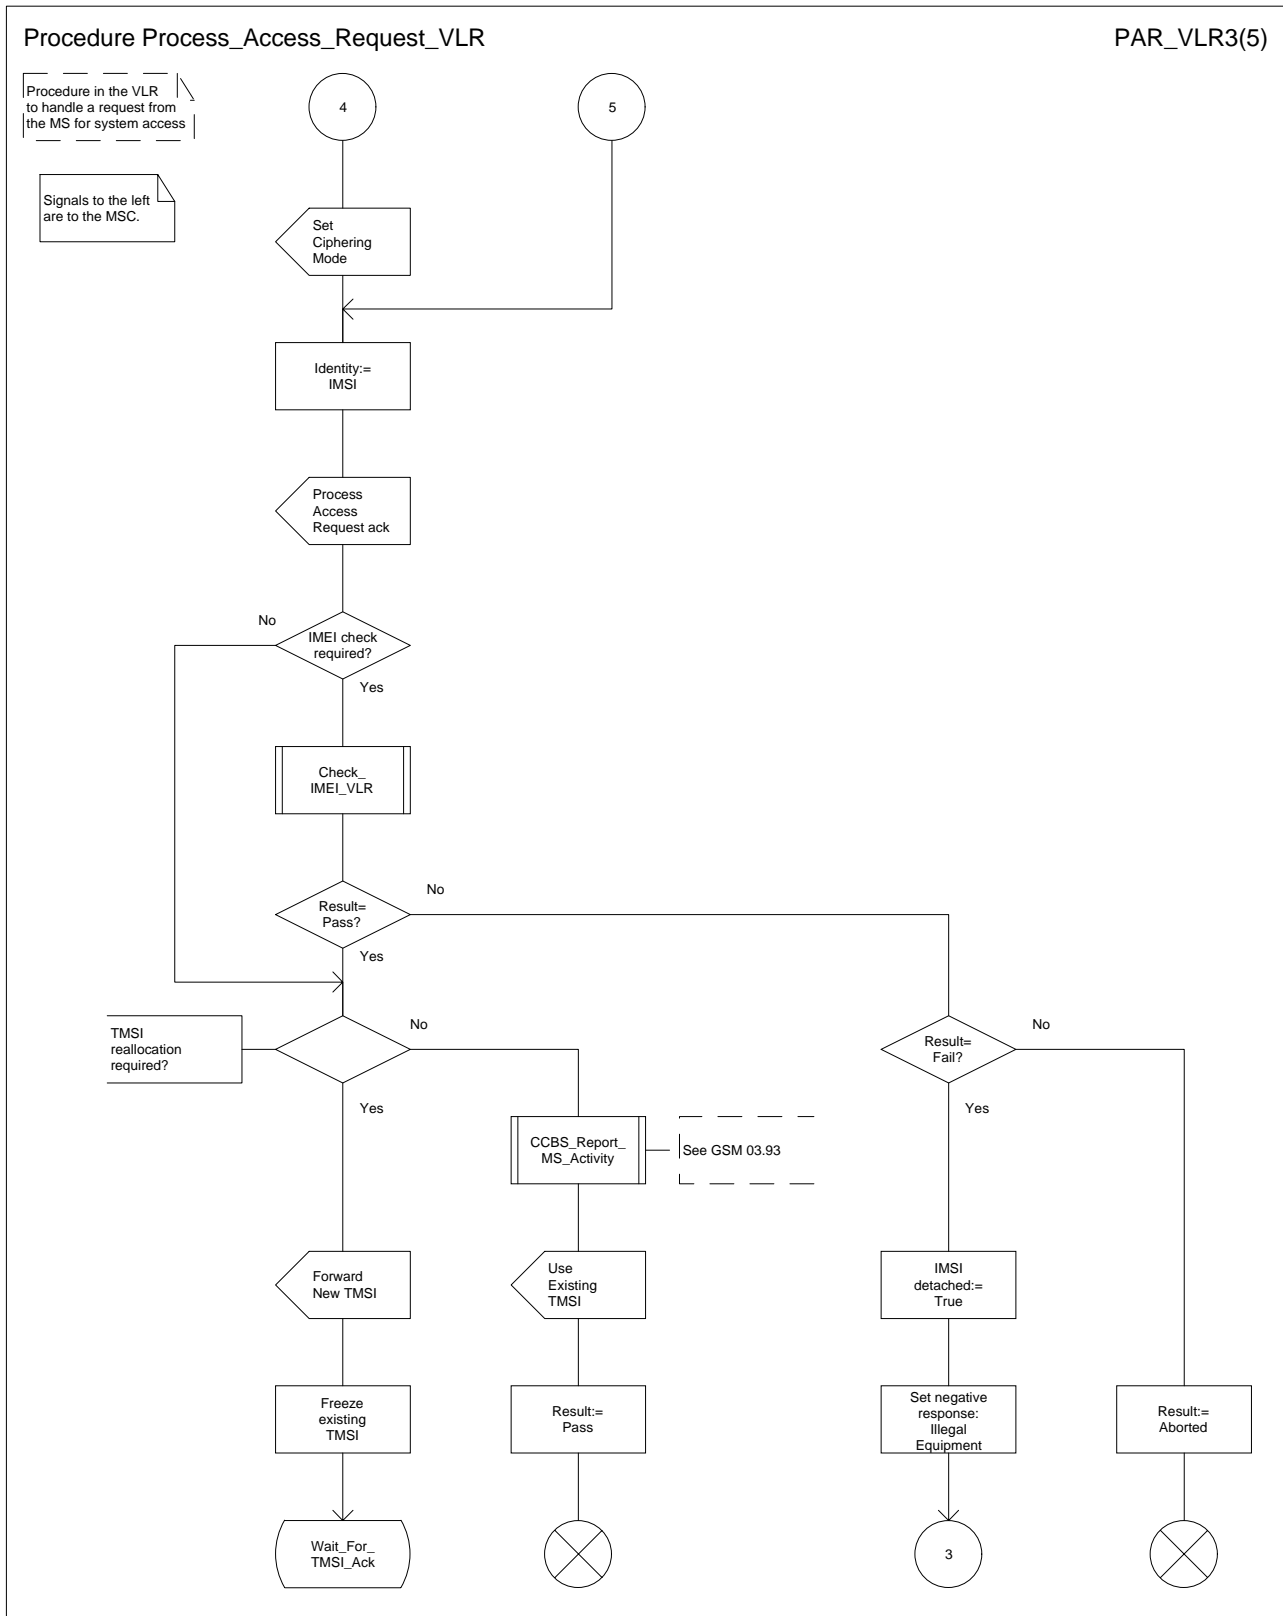 Procedure Process_Access_Request_VLR
PAR_VLR3(5)
Procedure in the VLR
to handle a request from
the MS for system access
4
5
Signals to the left
are to the MSC.
Set
Ciphering
Mode
Identity:=
IMSI
Process
Access
Request ack
No
IMEI check
required?
Yes
Check_
IMEI_VLR
No
Result=
Pass?
Yes
TMSI
reallocation
required?
No
Yes
No
Result=
Fail?
Yes
CCBS_Report_
MS_Activity
See GSM 03.93
Forward
New TMSI
Use
Existing
TMSI
IMSI
detached:=
True
Freeze
existing
TMSI
Result:=
Pass
Set negative
response:
Illegal
Equipment
Result:=
Aborted
Wait_For_
TMSI_Ack
3